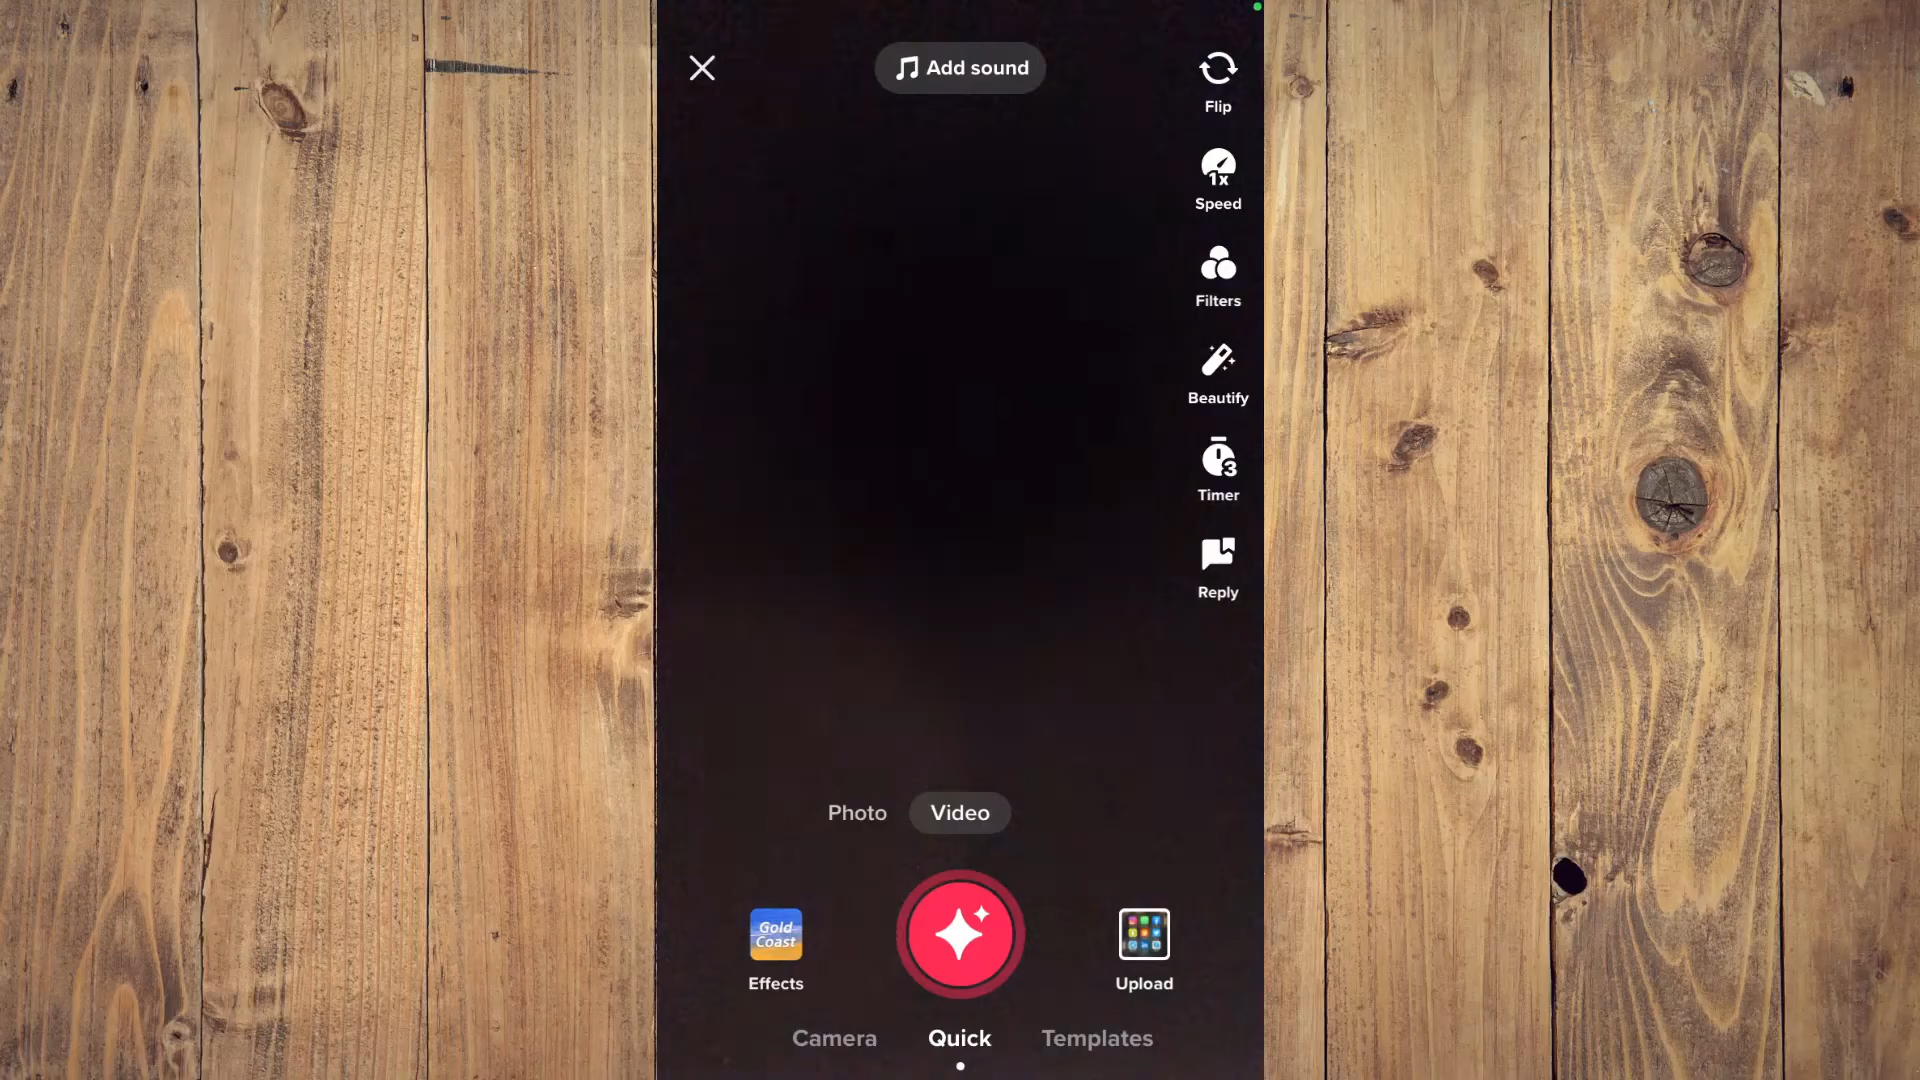 Add sound
Flip
1x
Speed
Filters
Beautify
3
Timer
Reply
Photo
Video
Gold
Coast
Effects
Upload
Camera
Quick
Templates